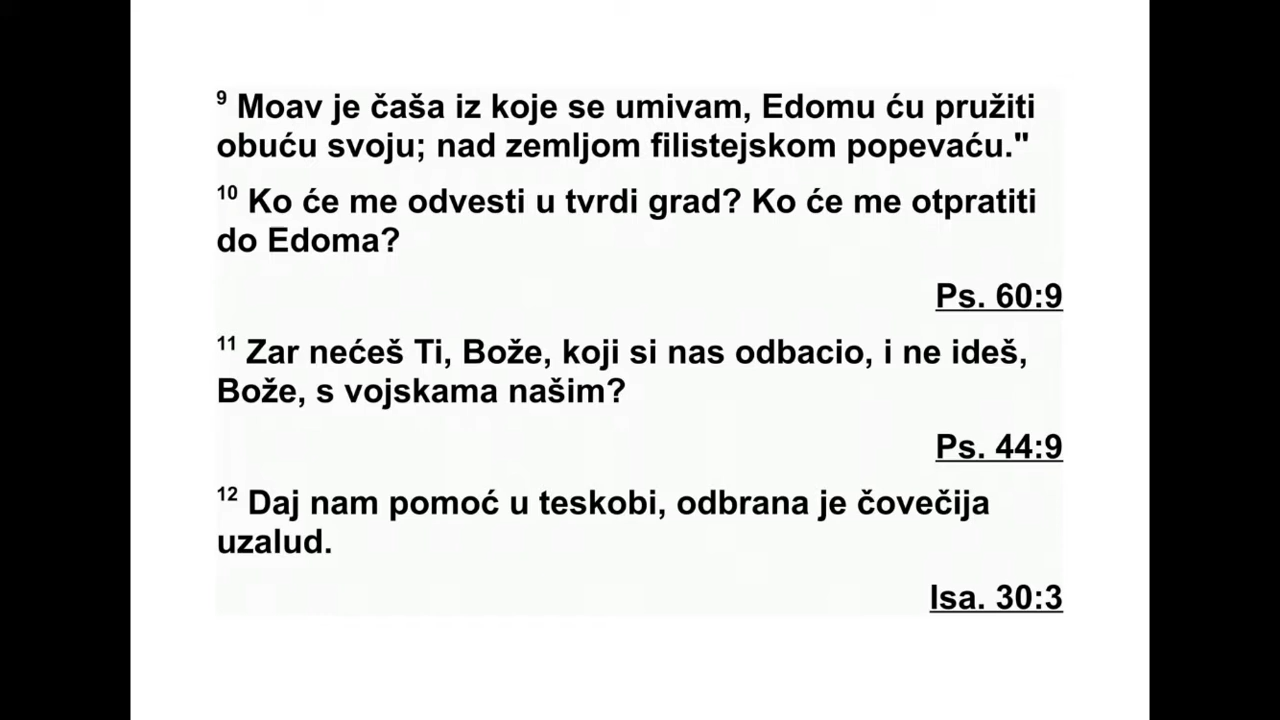 9 Moav je čaša iz koje se umivam, Edomu ću pružiti
obuću svoju; nad zemljom filistejskom popevaću."
10 Ko će me odvesti u tvrdi grad? Ko će me otpratiti
do Edoma?
Ps. 60:9
11 Zar nećeš Ti, Bože, koji si nas odbacio, i ne ideš,
Bože, s vojskama našim?
Ps. 44:9
12 Daj nam pomoć u teskobi, odbrana je čovečija
uzalud.
Isa. 30:3